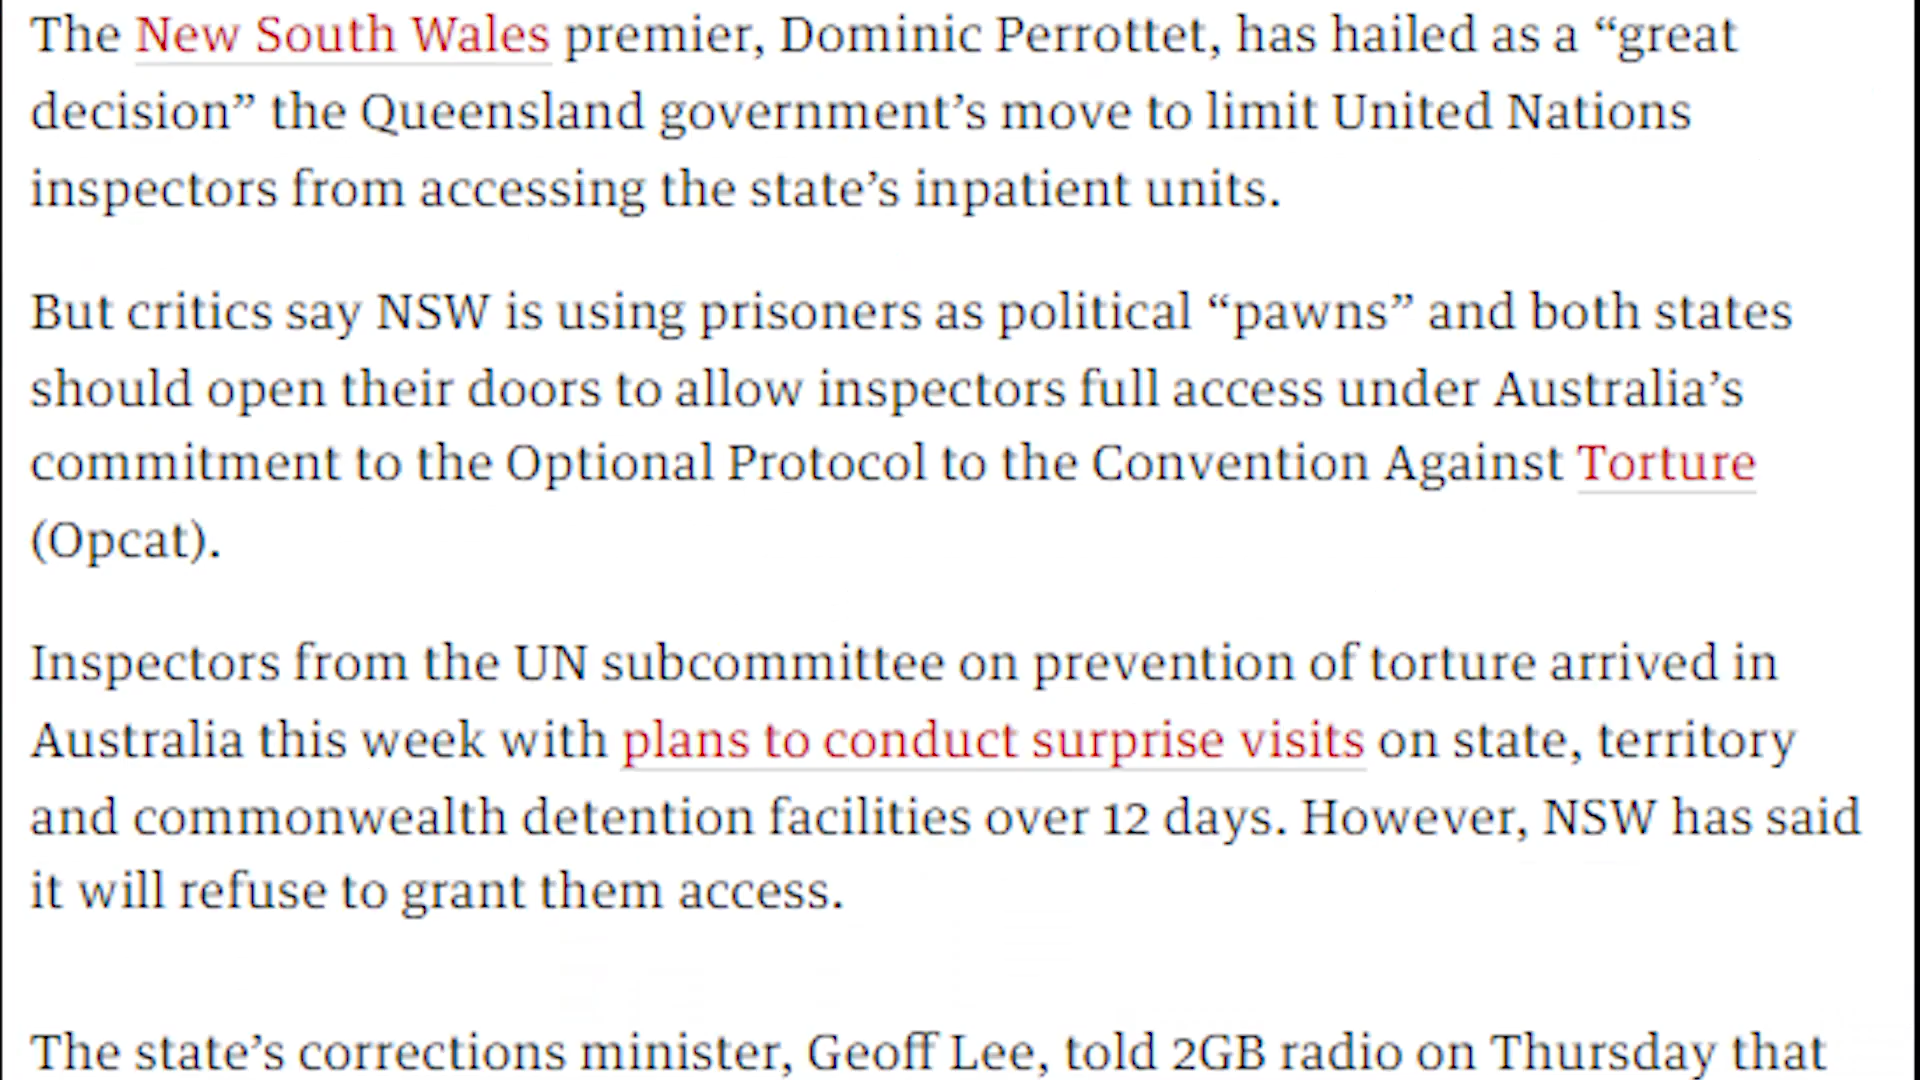 The New South Wales premier, Dominic Perrottet, has hailed as a “great
decision” the Queensland government’s move to limit United Nations
inspectors from accessing the state’s inpatient units.
But critics say NSW is using prisoners as political “pawns” and both states
should open their doors to allow inspectors full access under Australia’s
commitment to the Optional Protocol to the Convention Against Torture
(Opcat).
Inspectors from the UN subcommittee on prevention of torture arrived in
Australia this week with plans to conduct surprise visits on state, territory
and commonwealth detention facilities over 12 days. However, NSW has said
it will refuse to grant them access.
The state’s corrections minister, Geoff Lee, told 2GB radio on Thursday that